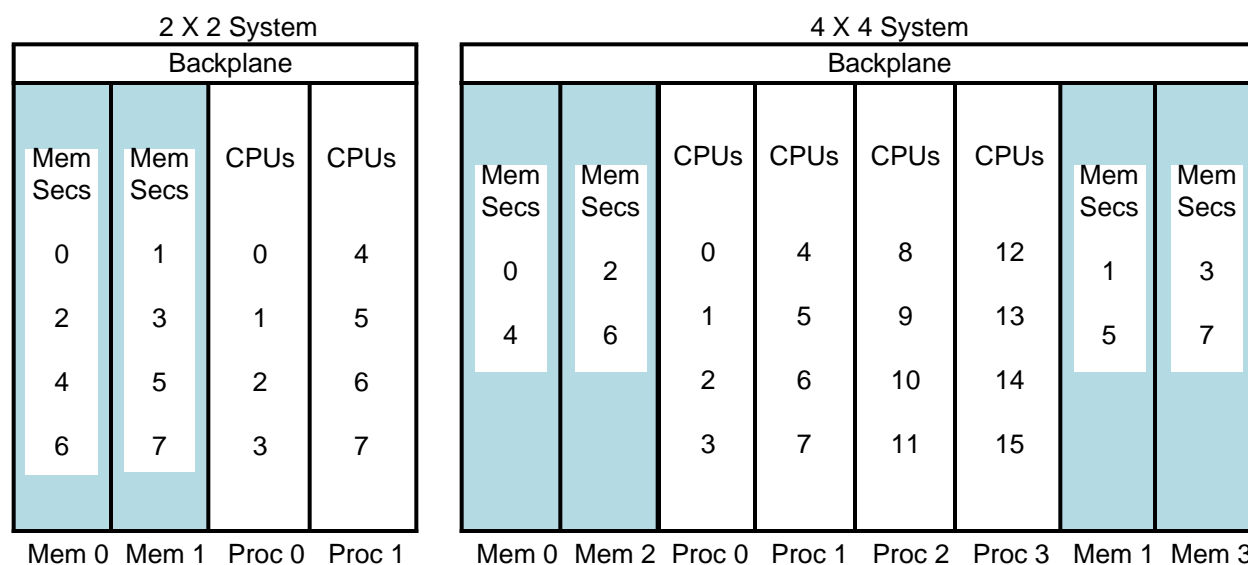 2 X 2 System
Backplane
Mem Mem CPUs CPUs
Secs Secs
0 1 0 4
2 3 1 5
4 5 2 6
6 7 3 7
Mem 0 Mem 1 Proc 0 Proc 1
4 X 4 System
Backplane
Mem Mem CPUs CPUs CPUs CPUs Mem Mem
Secs Secs Secs Secs
0 2 0 4 8 12 1 3
4 6 1 5 9 13 5 7
2 6 10 14
3 7 11 15
Mem 0 Mem 2 Proc 0 Proc 1 Proc 2 Proc 3 Mem 1 Mem 3